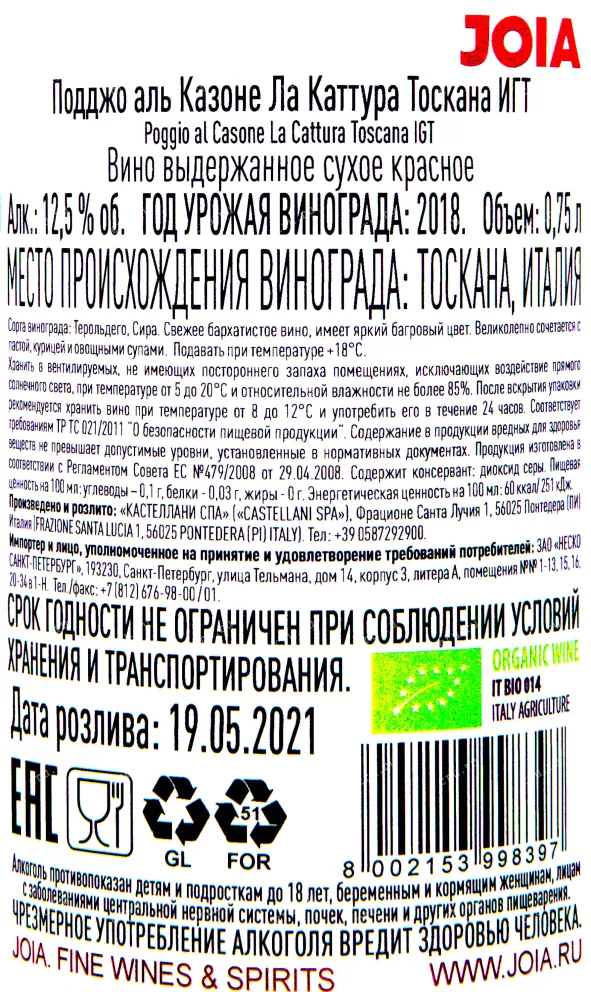 JOIA
Подджо аль Казоне Ла Каттура Тоскана ИГТ
Poggio al Casone La Cattura Toscana IGT
Вино выдержанное сухое красное
Алк.: 12,5 % об. ГОД УРОЖАЯ ВИНОГРАДА: 2018. Объем: 0,75 л
МЕСТО ПРОИСХОЖДЕНИЯ ВИНОГРАДА: ТОСКАНА, ИТАЛИЯ
Сорта винограда: Терольдего, Сира. Свежее бархатистое вино, имеет яркий багровый цвет. Великолепно сочетается с
пастой, курицей и овощными супами. Подавать при температуре +18°С.
Хранить в вентилируемых, не имеющих постороннего запаха помещениях, исключающих воздействие прямого
солнечного света, при температуре от 5 до 20°С и относительной влажности не более 85%. После вскрытия упаковки
рекомендуется хранить вино при температуре от 8 до 12°С и употребить его в течение 24 часов. Соответствует
требованиям ТР ТС 021/2011 "О безопасности пищевой продукции". Содержание в продукции вредных для здоровья
веществ не превышает допустимые уровни, установленные в нормативных документах. Продукция изготовлена в
соответствии с Регламентом Совета ЕС №479/2008 от 29.04.2008. Содержит консервант: диоксид серы. Пищевая
ценность на 100 мл: углеводы – 0,1 г, белки - 0,03 г, жиры - 0 г. Энергетическая ценность на 100 мл: 60 ккал/251 кДж.
Произведено и розлито: «КАСТЕЛЛАНИ СПА» («CASTELLANI SPA»), Фрационе Санта Лучия 1, 56025 Понтедера (ПИ)
Италия (FRAZIONE SANTA LUCIA 1, 56025 PONTEDERA (PI) ITALY). Тел: +39 0587292900.
Импортер и лицо, уполномоченное на принятие и удовлетворение требований потребителей: ЗАО «НЕСКО
САНКТ-ПЕТЕРБУРГ», 193230, Санкт-Петербург, улица Тельмана, дом 14, корпус 3, литера А, помещения №№ 1-13,15,16,
20-34 в 1-Н. Тел./факс: +7 (812) 676-98-00 / 01.
СРОК ГОДНОСТИ НЕ ОГРАНИЧЕН ПРИ СОБЛЮДЕНИИ УСЛОВИЙ
ХРАНЕНИЯ И ТРАНСПОРТИРОВАНИЯ.
ORGANIC WINE
IT BIO 014
ITALY AGRICULTURE
Дата розлива: 19.05.2021
EAC
51
GL FOR
8 002153 998397
Алкоголь противопоказан детям и подросткам до 18 лет, беременным и кормящим женщинам, лицам
с заболеваниями центральной нервной системы, почек, печени и других органов пищеварения.
ЧРЕЗМЕРНОЕ УПОТРЕБЛЕНИЕ АЛКОГОЛЯ ВРЕДИТ ЗДОРОВЬЮ ЧЕЛОВЕКА.
JOIA. FINE WINES & SPIRITS WWW.JOIA.RU